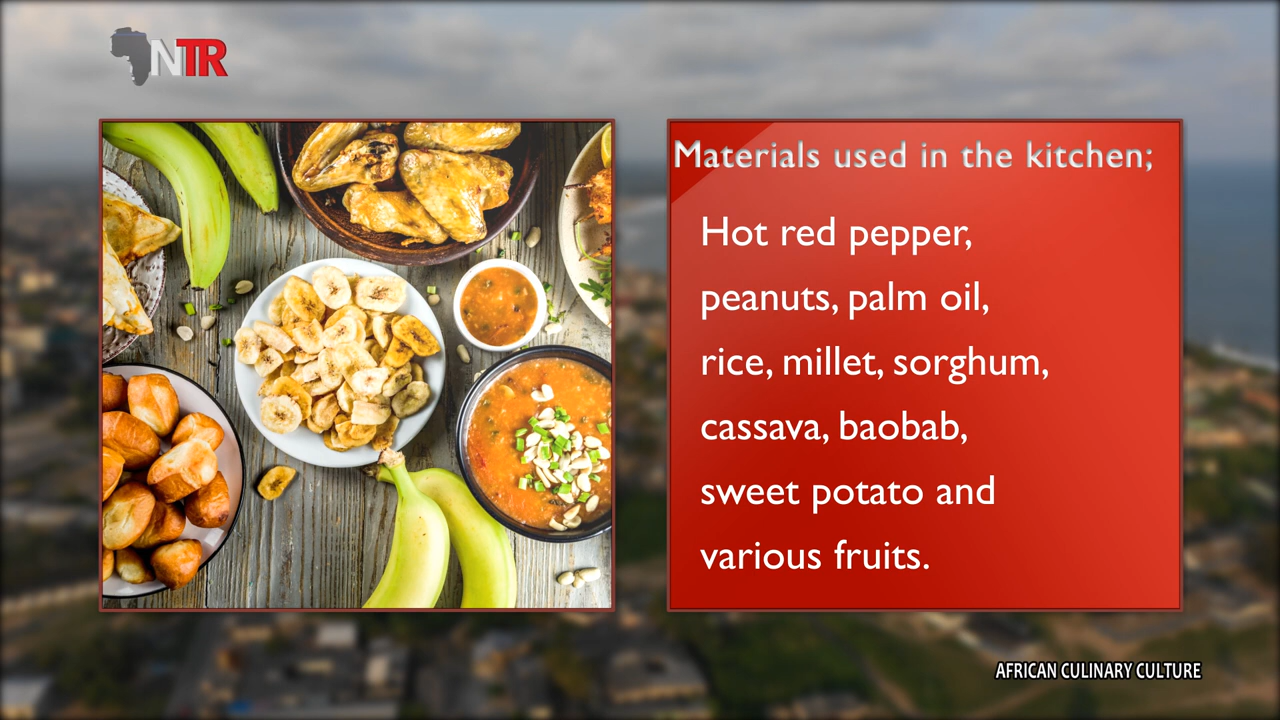 NTR
Materials used in the kitchen;
Hot red pepper,
peanuts, palm oil,
rice, millet, sorghum,
cassava, baobab,
sweet potato and
various fruits.
AFRICAN CULINARY CULTURE